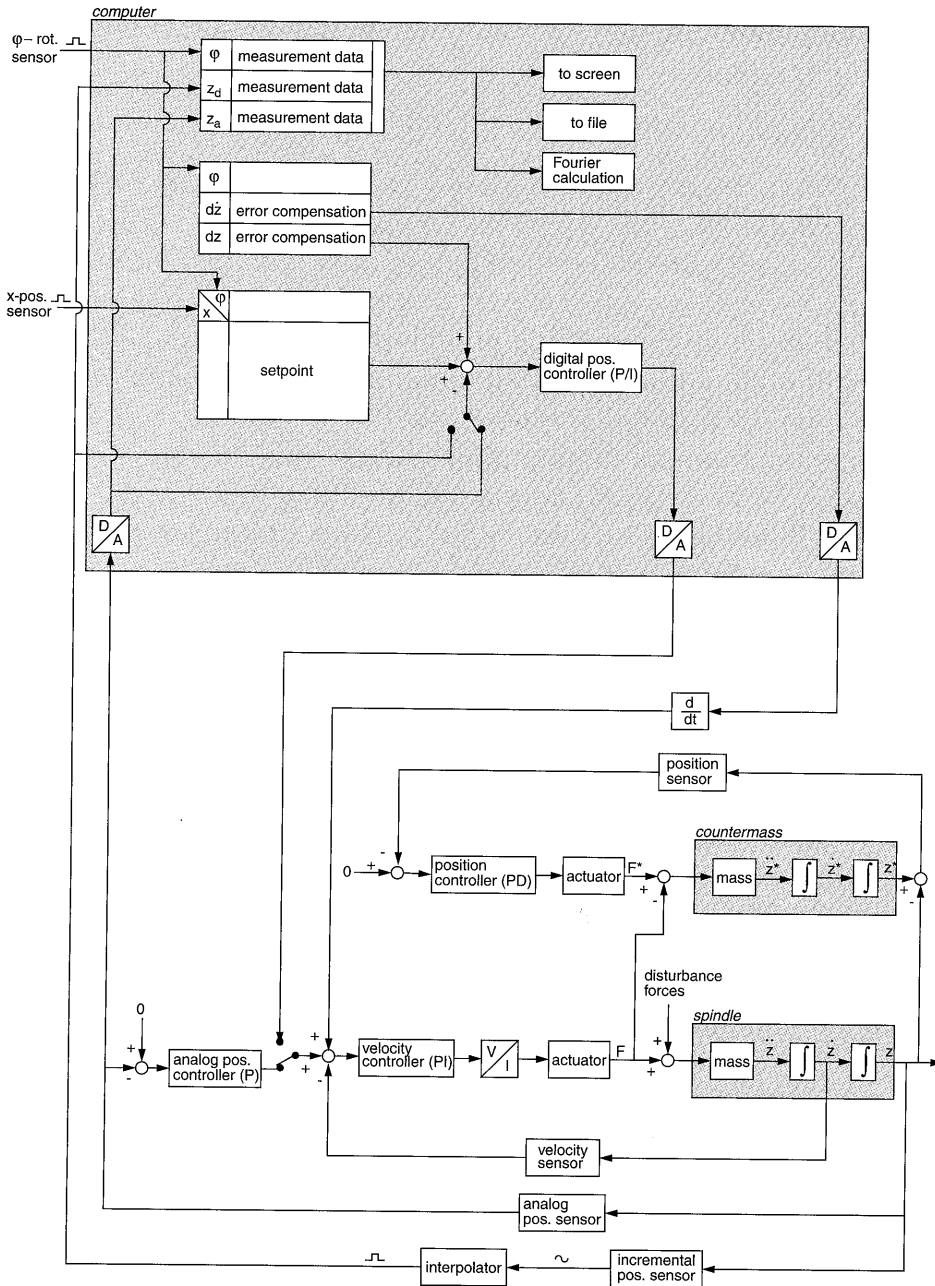 computer
φ– rot.
sensor
φ measurement data
z_d measurement data
z_a measurement data
to screen
to file
Fourier
calculation
φ
dż error compensation
dz error compensation
x-pos.
sensor
φ
x
setpoint
+
+
-
digital pos.
controller (P/I)
D
A
D
A
D
A
d
dt
position
sensor
countermass
-
0 +
position
controller (PD)
actuator
F*
+
-
mass
z̈*
∫
ż*
∫
z*
+
-
disturbance
forces
spindle
0
+
-
analog pos.
controller (P)
+
+
-
velocity
controller (PI)
V
I
actuator
F
+
+
mass
z̈
∫
ż
∫
z
velocity
sensor
analog
pos. sensor
interpolator
incremental
pos. sensor